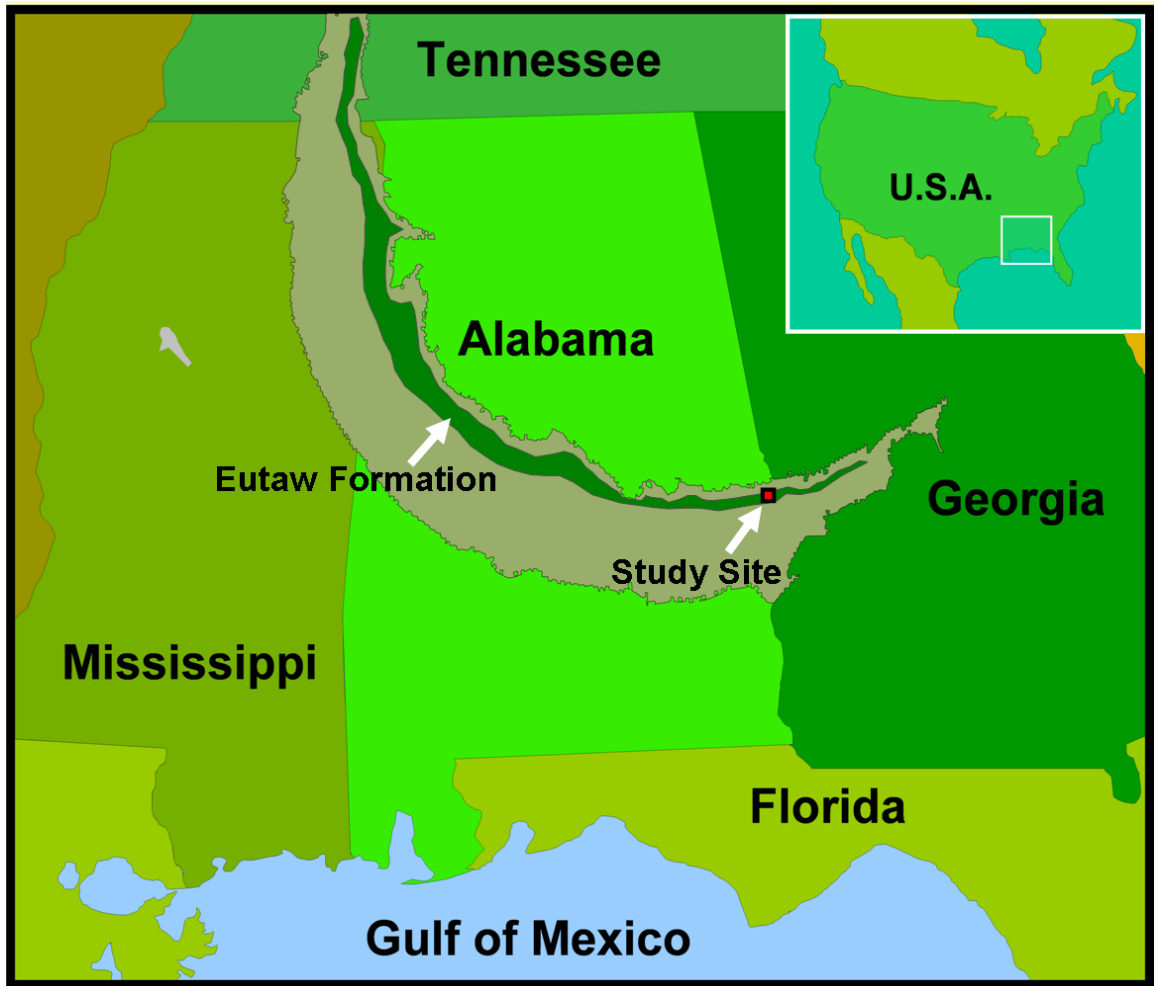 Tennessee
U.S.A.
Alabama
Eutaw Formation
Georgia
Study Site
Mississippi
Florida
Gulf of Mexico